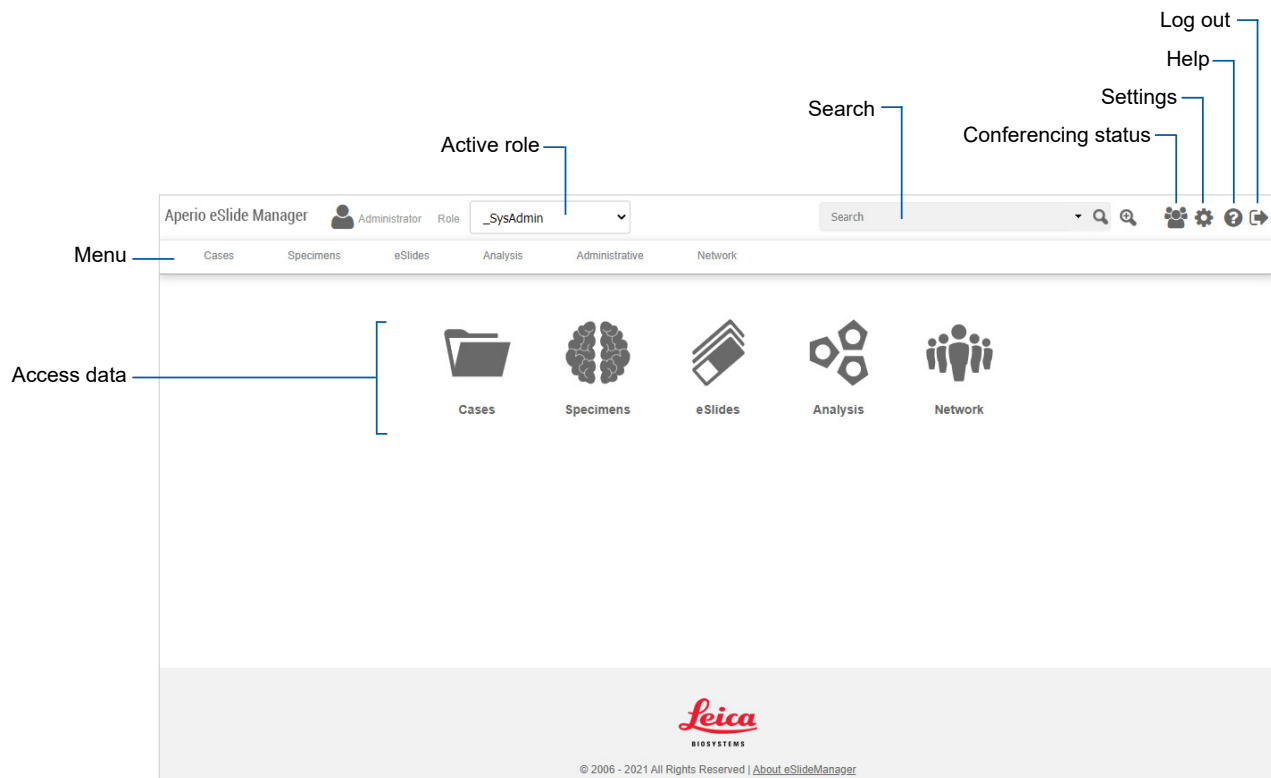 Log out
Help
Settings
Search
Conferencing status
Active role
Aperio eSlide Manager Administrator Role _SysAdmin Search
Menu
Cases Specimens eSlides Analysis Administrative Network
Access data
Cases Specimens eSlides Analysis Network
Leica
BIOSYSTEMS
© 2006 - 2021 All Rights Reserved | About eSlideManager